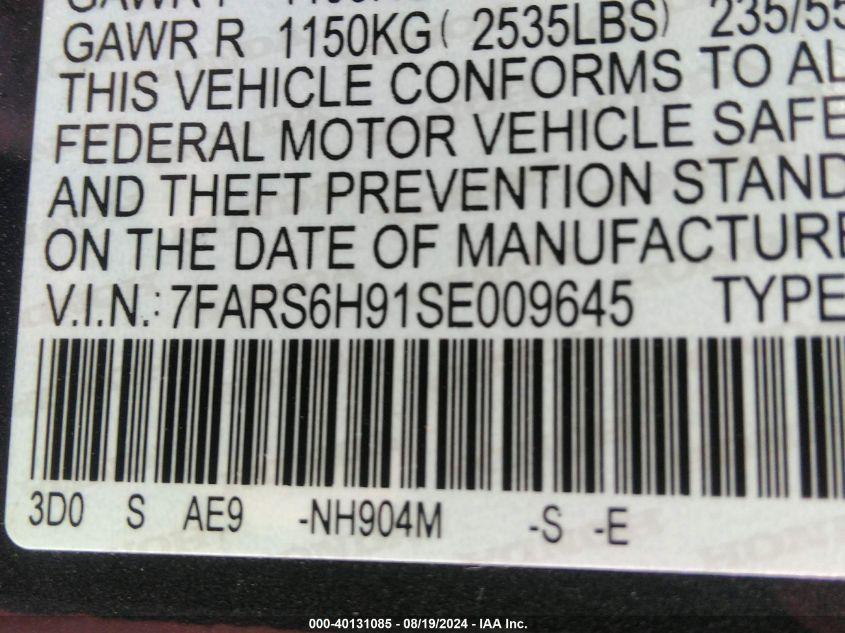 GAWR R 1150KG( 2535LBS) 235/55
THIS VEHICLE CONFORMS TO AL
FEDERAL MOTOR VEHICLE SAFE
AND THEFT PREVENTION STAND
ON THE DATE OF MANUFACTURE
V.I.N.: 7FARS6H91SE009645 TYPE
3D0 S AE9 -NH904M -S -E
000-40131085 - 08/19/2024 - IAA Inc.